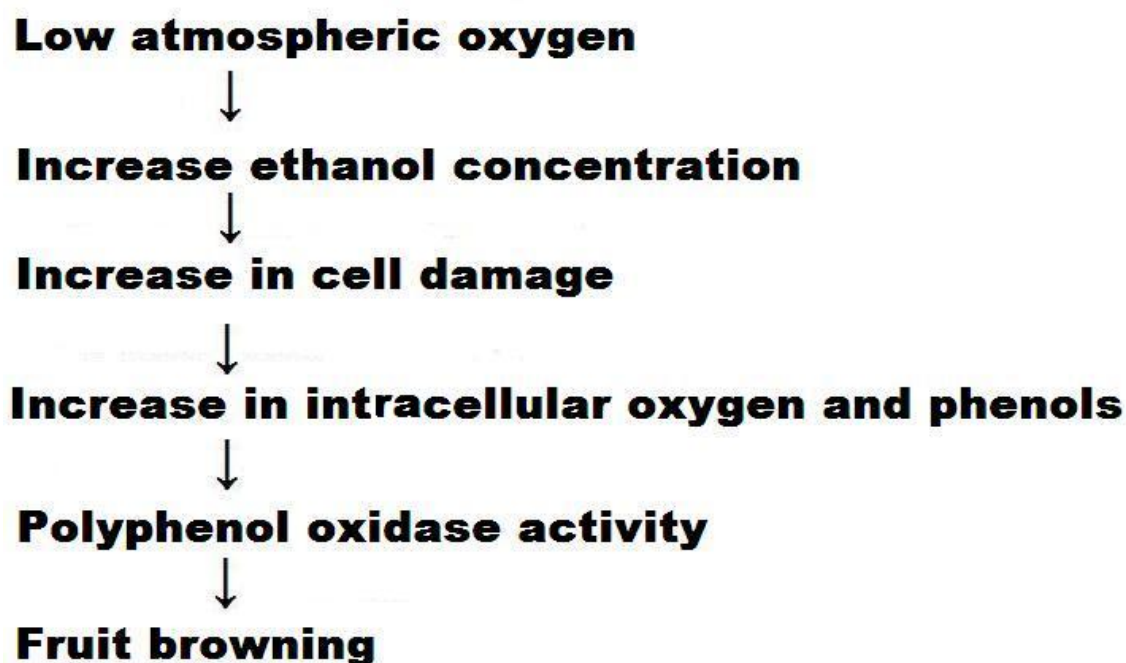 Low atmospheric oxygen
Increase ethanol concentration
Increase in cell damage
Increase in intracellular oxygen and phenols
Polyphenol oxidase activity
Fruit browning